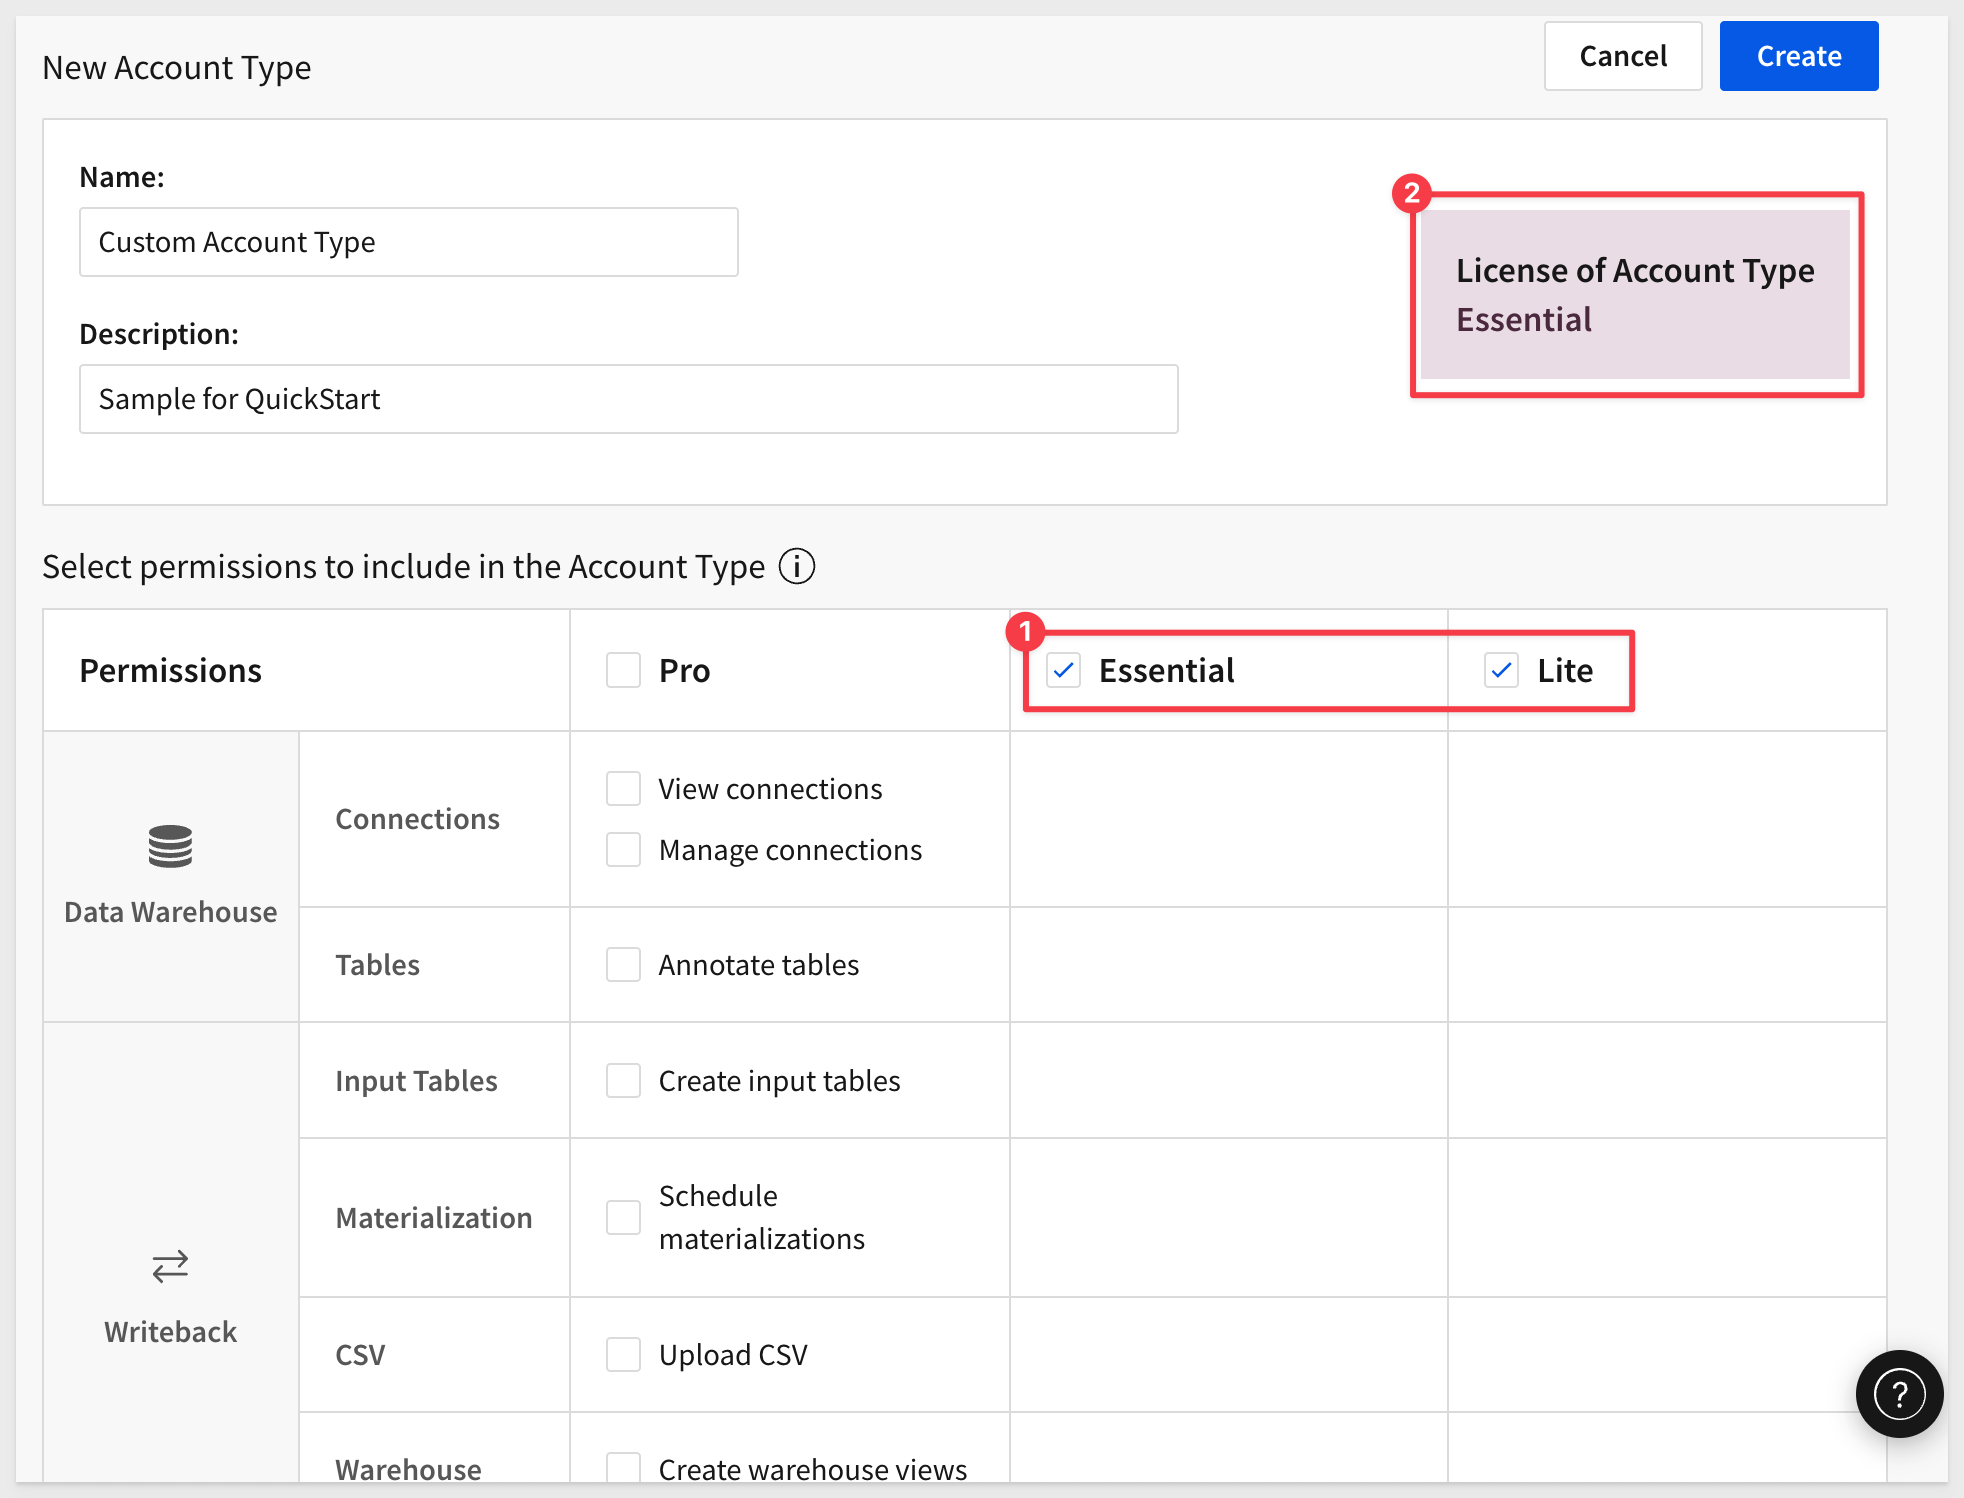 New Account Type
Cancel
Create
Name:
Custom Account Type
Description:
Sample for QuickStart
2
License of Account Type
Essential
Select permissions to include in the Account Type
1
Permissions
Pro
Essential
Lite
Data Warehouse
Connections
View connections
Manage connections
Tables
Annotate tables
Writeback
Input Tables
Create input tables
Materialization
Schedule
materializations
CSV
Upload CSV
Warehouse
Create warehouse views
?